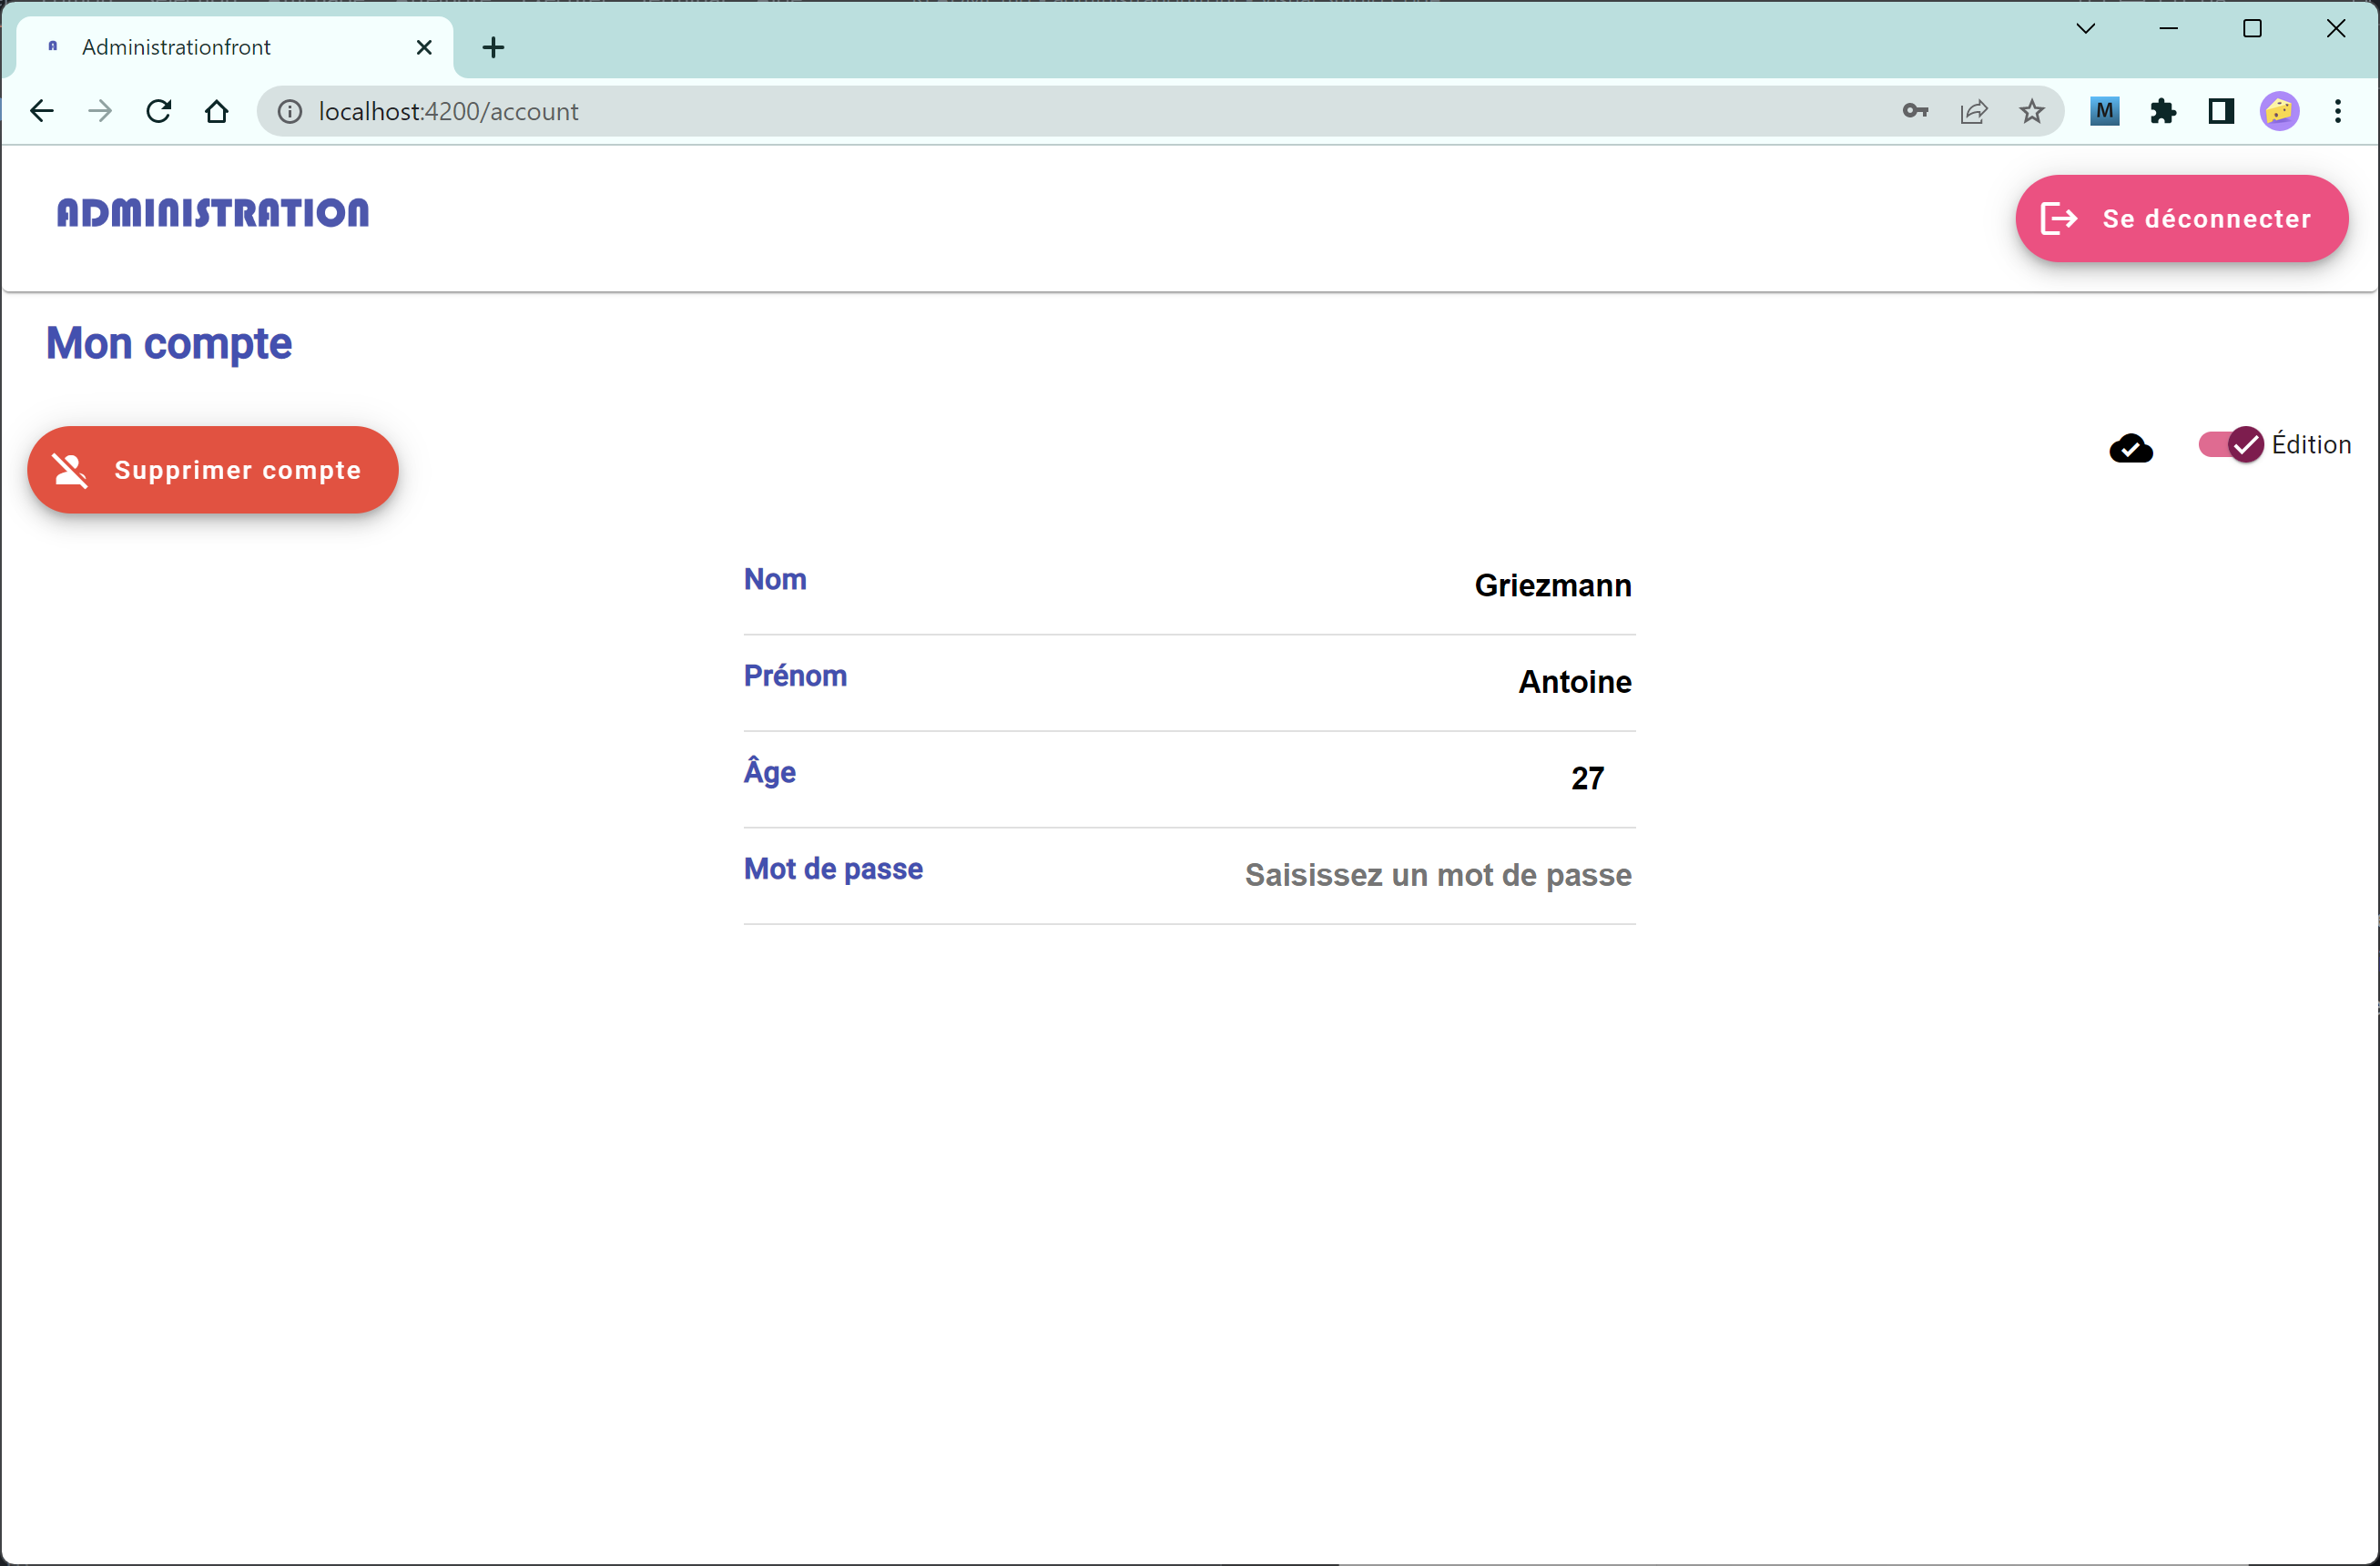 Administrationfront
localhost:4200/account
M
ADMINISTRATION
Se déconnecter
Mon compte
Supprimer compte
Édition
Nom
Griezmann
Prénom
Antoine
Âge
27
Mot de passe
Saisissez un mot de passe